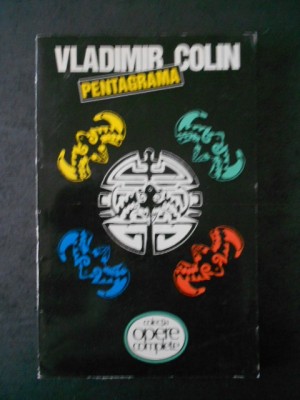 VLADIMIR COLIN
PENTAGRAMA
colecția
opere
complete